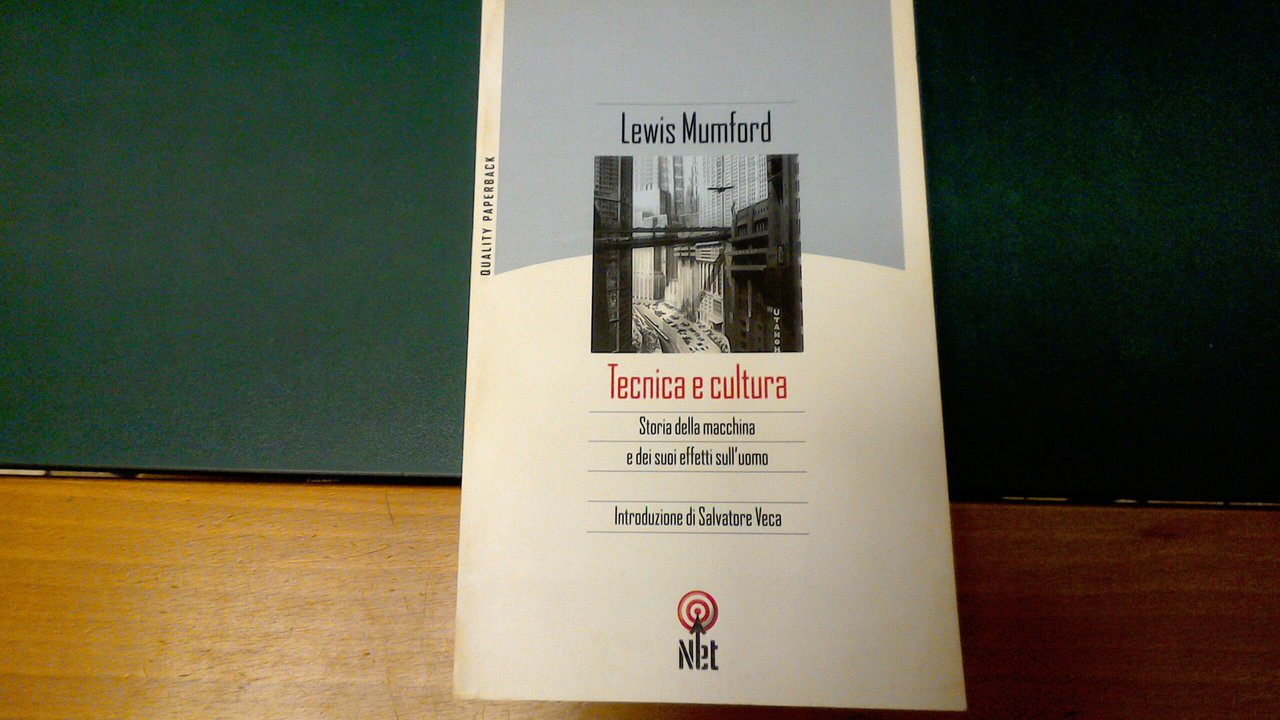 QUALITY PAPERBACK
Lewis Mumford
UTAHOH
Tecnica e cultura
Storia della macchina
e dei suoi effetti sull'uomo
Introduzione di Salvatore Veca
Net